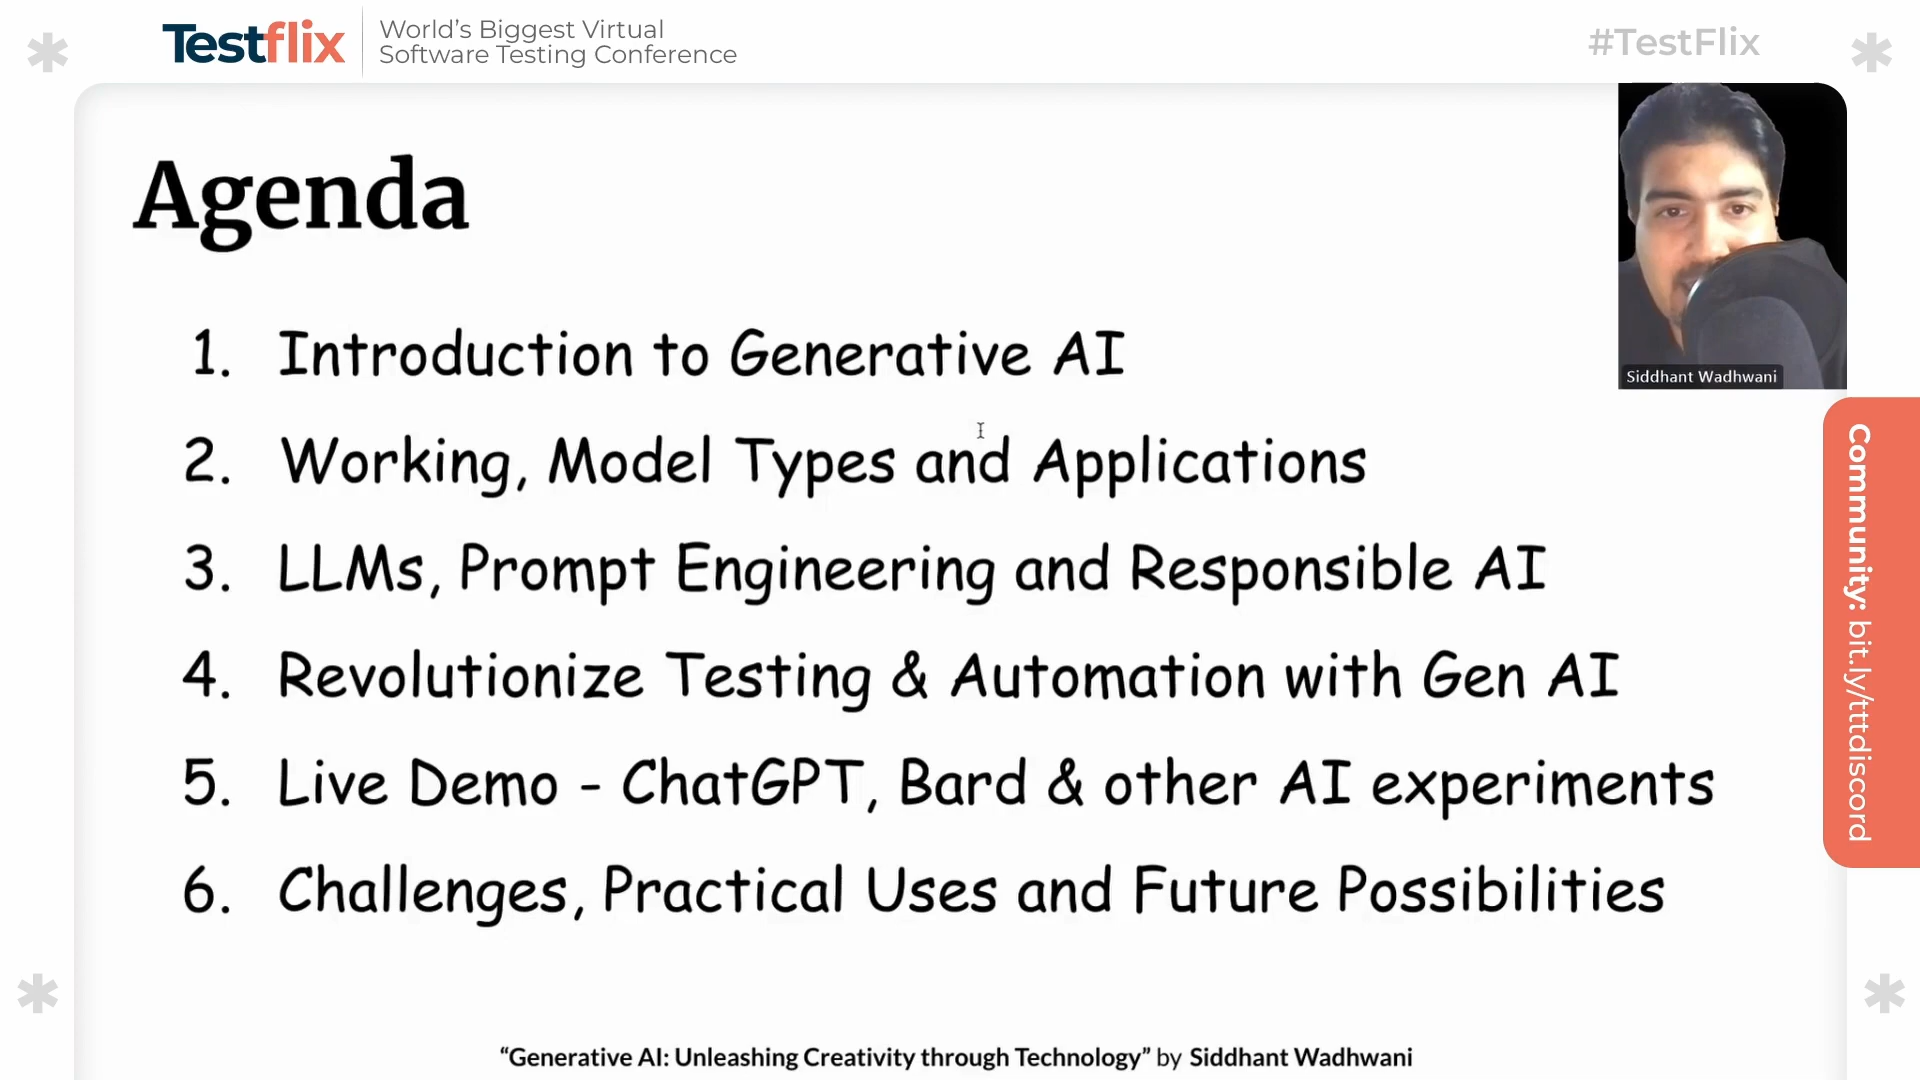 Testflix
World's Biggest Virtual
Software Testing Conference
#TestFlix
Agenda
1. Introduction to Generative AI
2. Working, Model Types and Applications
3. LLMs, Prompt Engineering and Responsible AI
4. Revolutionize Testing & Automation with Gen AI
5. Live Demo - ChatGPT, Bard & other AI experiments
6. Challenges, Practical Uses and Future Possibilities
Siddhant Wadhwani
Community: bit.ly/tttdiscord
“Generative AI: Unleashing Creativity through Technology” by Siddhant Wadhwani